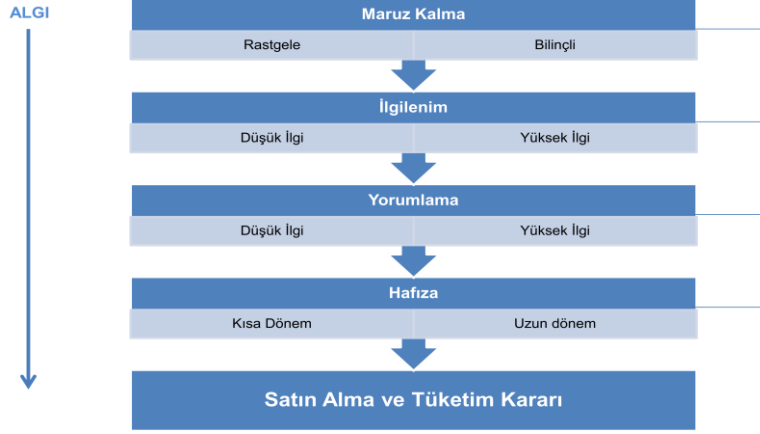 ALGI
Maruz Kalma
Rastgele Bilinçli
İlgilenim
Düşük İlgi Yüksek İlgi
Yorumlama
Düşük İlgi Yüksek İlgi
Hafıza
Kısa Dönem Uzun dönem
Satın Alma ve Tüketim Kararı